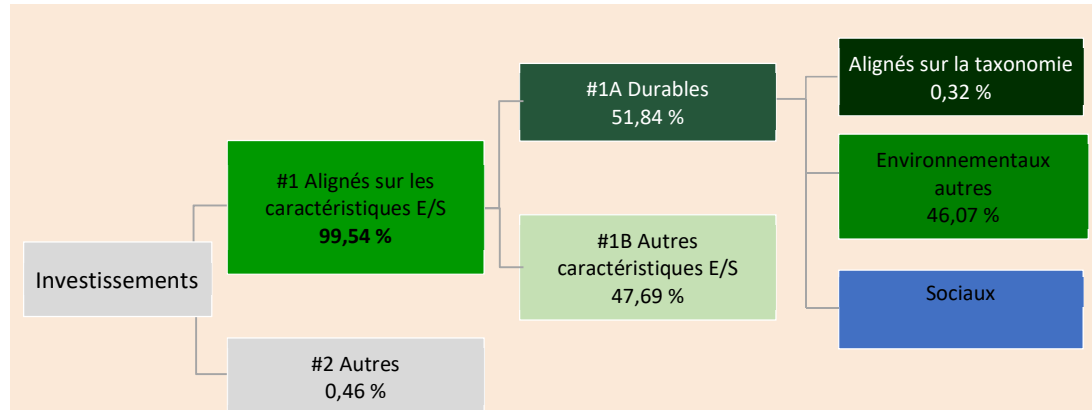 Investissements
#1 Alignés sur les
caractéristiques E/S
99,54 %
#2 Autres
0,46 %
#1A Durables
51,84 %
#1B Autres
caractéristiques E/S
47,69 %
Alignés sur la taxonomie
0,32 %
Environnementaux
autres
46,07 %
Sociaux